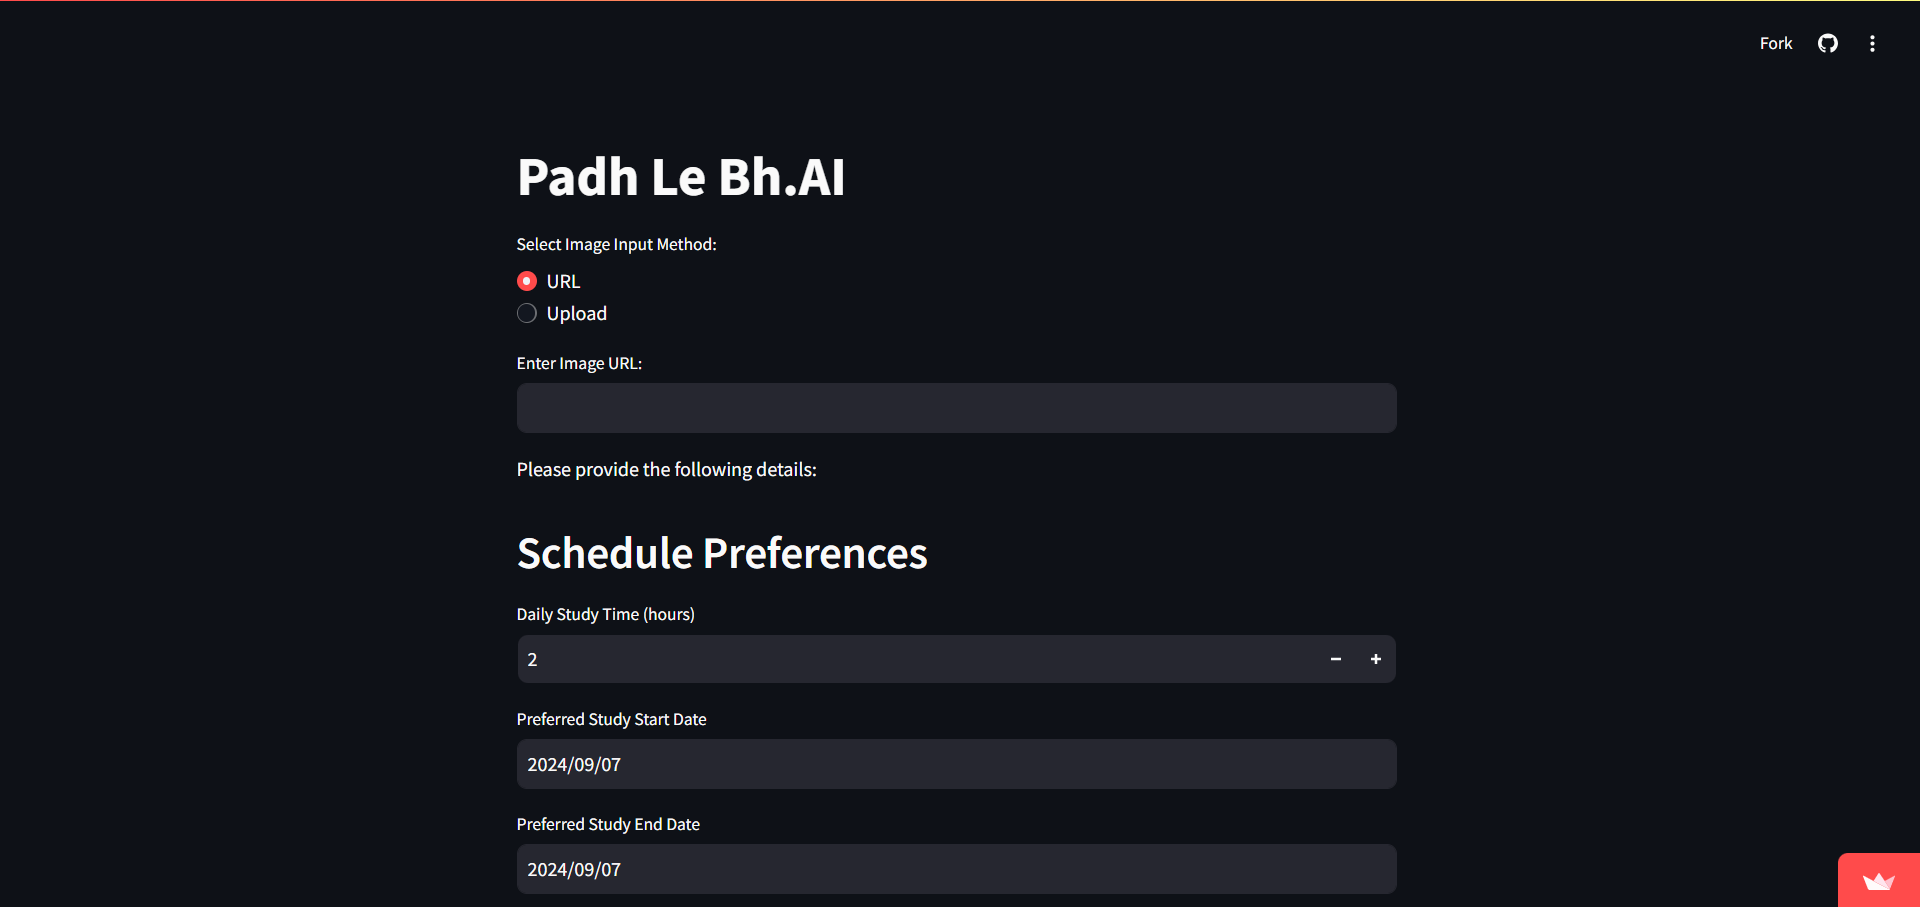 Fork
Padh Le Bh.AI
Select Image Input Method:
URL
Upload
Enter Image URL:
Please provide the following details:
Schedule Preferences
Daily Study Time (hours)
2
Preferred Study Start Date
2024/09/07
Preferred Study End Date
2024/09/07